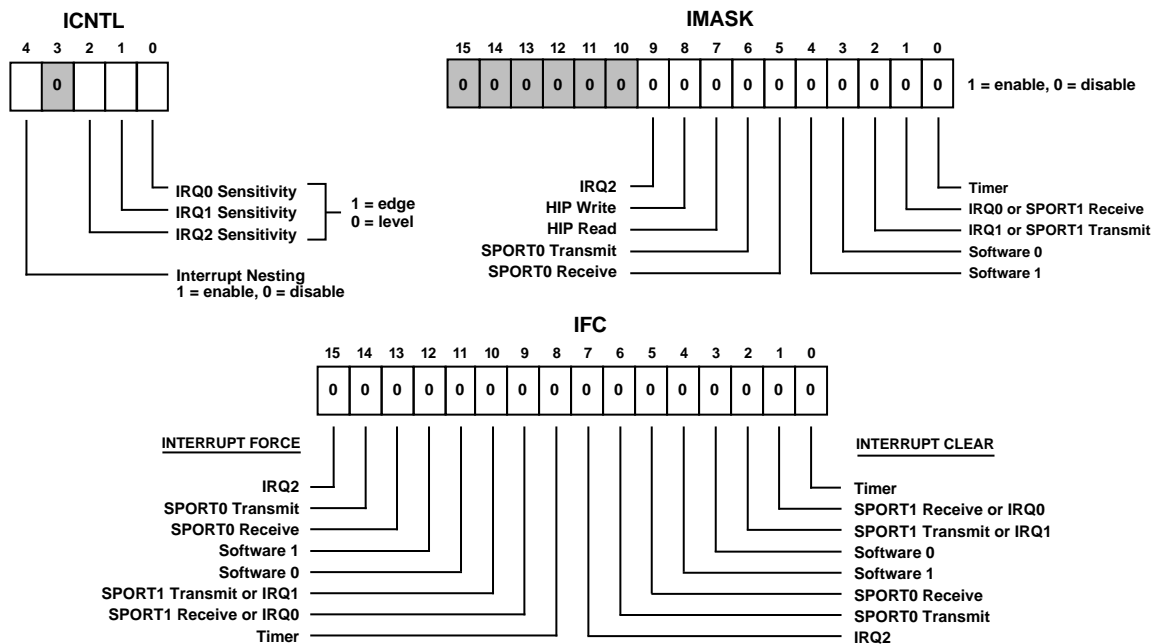 ICNTL
4 3 2 1 0
0
IRQ0 Sensitivity
IRQ1 Sensitivity
IRQ2 Sensitivity
1 = edge
0 = level
Interrupt Nesting
1 = enable, 0 = disable
IMASK
15 14 13 12 11 10 9 8 7 6 5 4 3 2 1 0
0 0 0 0 0 0 0 0 0 0 0 0 0 0 0 0
1 = enable, 0 = disable
IRQ2
HIP Write
HIP Read
SPORT0 Transmit
SPORT0 Receive
Timer
IRQ0 or SPORT1 Receive
IRQ1 or SPORT1 Transmit
Software 0
Software 1
IFC
15 14 13 12 11 10 9 8 7 6 5 4 3 2 1 0
0 0 0 0 0 0 0 0 0 0 0 0 0 0 0 0
INTERRUPT FORCE
IRQ2
SPORT0 Transmit
SPORT0 Receive
Software 1
Software 0
SPORT1 Transmit or IRQ1
SPORT1 Receive or IRQ0
Timer
INTERRUPT CLEAR
Timer
SPORT1 Receive or IRQ0
SPORT1 Transmit or IRQ1
Software 0
Software 1
SPORT0 Receive
SPORT0 Transmit
IRQ2